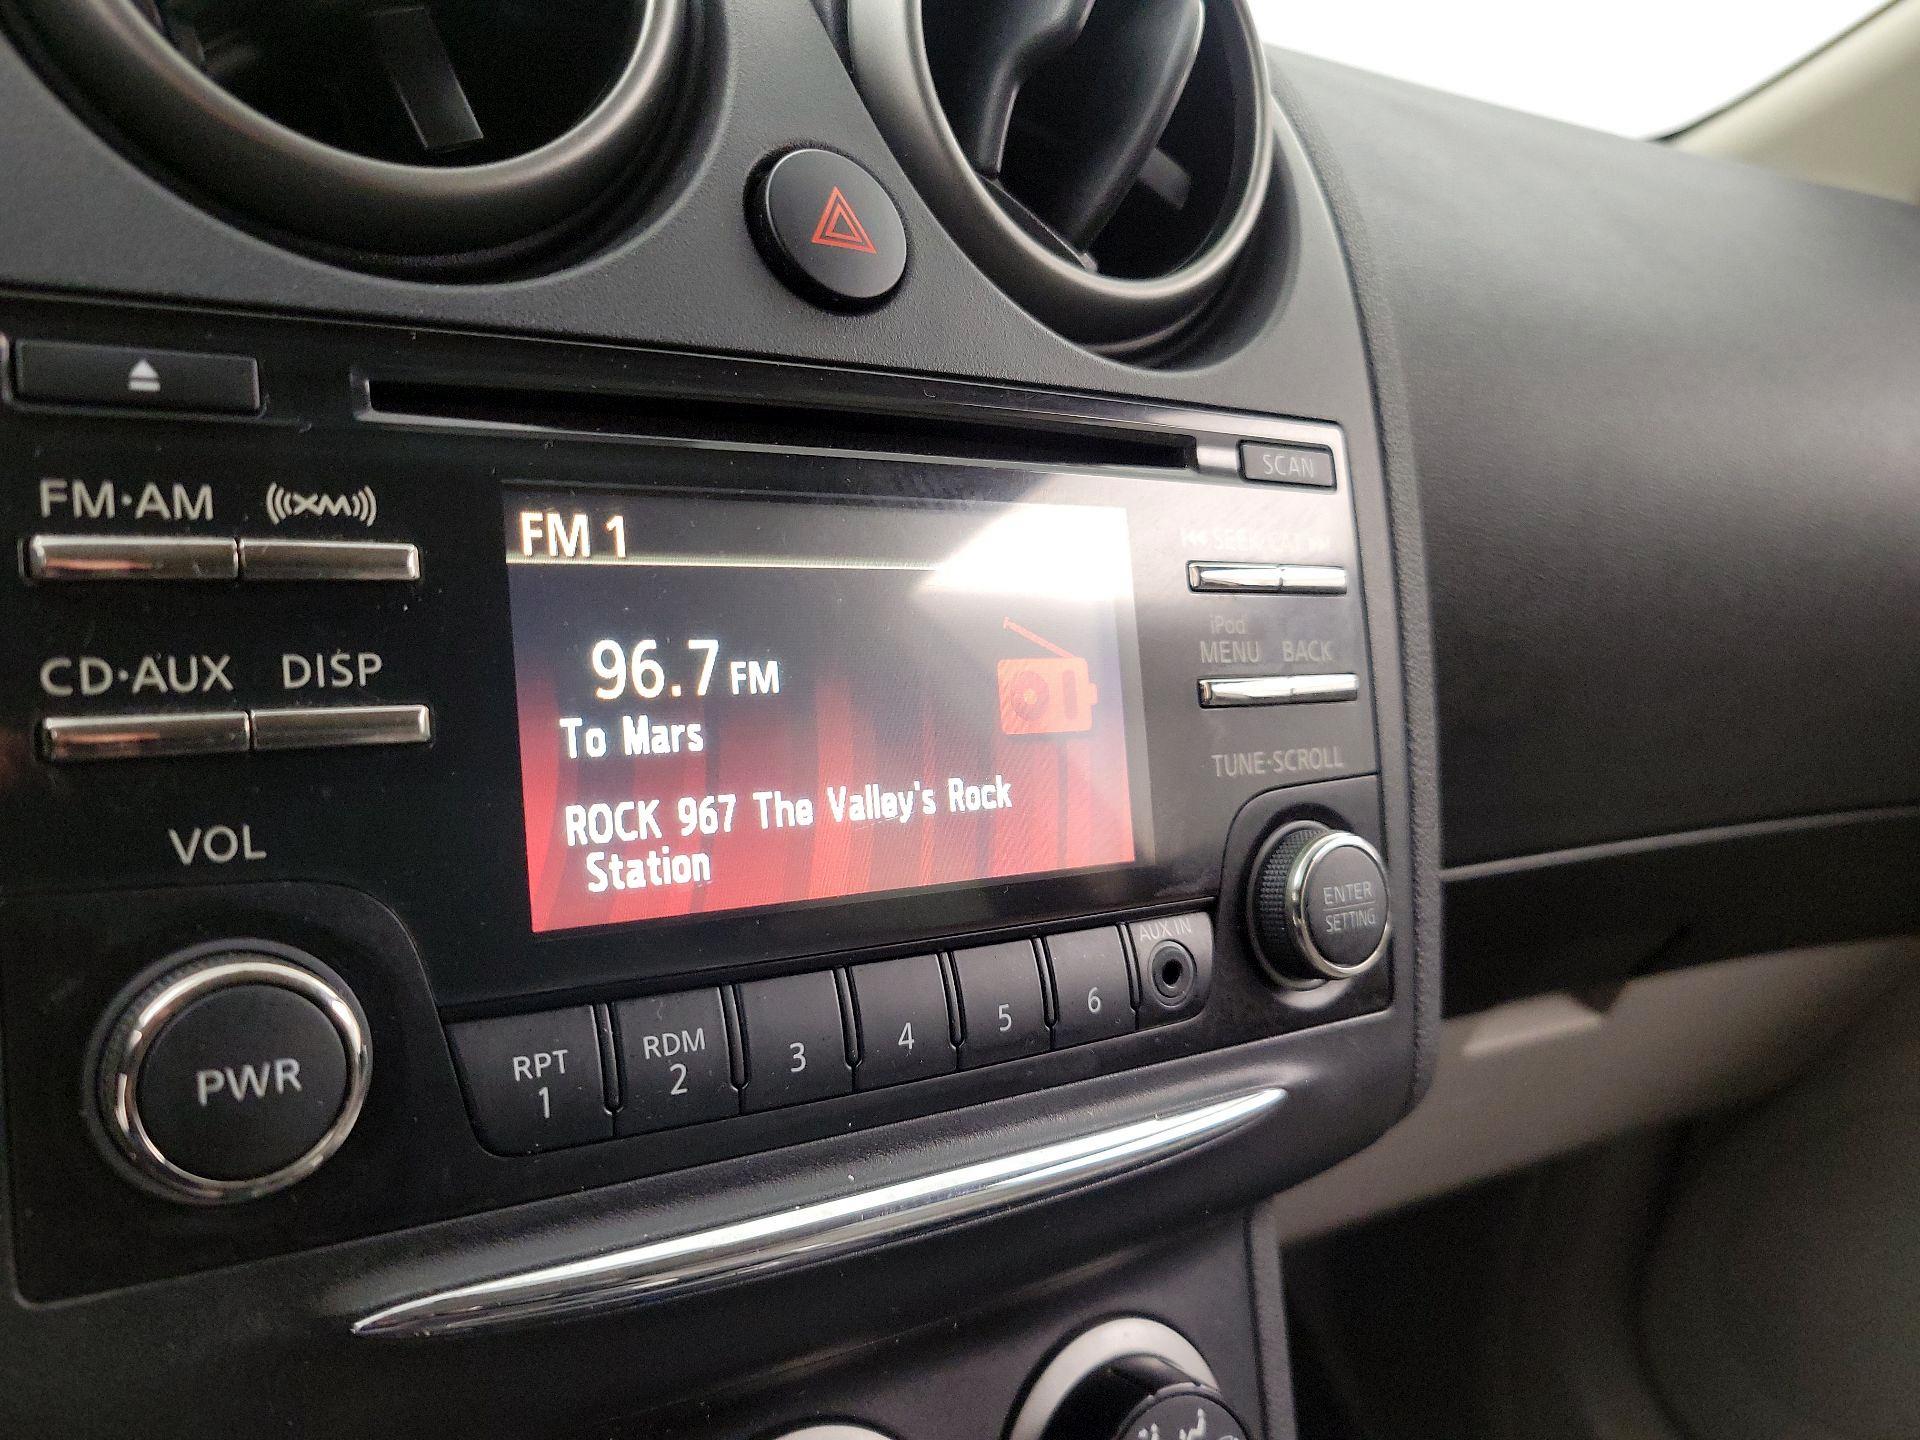 SCAN
FM·AM
XM
FM 1
SEEK/CAT
96.7 FM
iPod
MENU BACK
CD·AUX DISP
To Mars
TUNE·SCROLL
ROCK 967 The Valley's Rock
Station
VOL
ENTER
SETTING
AUX IN
PWR
RPT
1
RDM
2
3
4
5
6